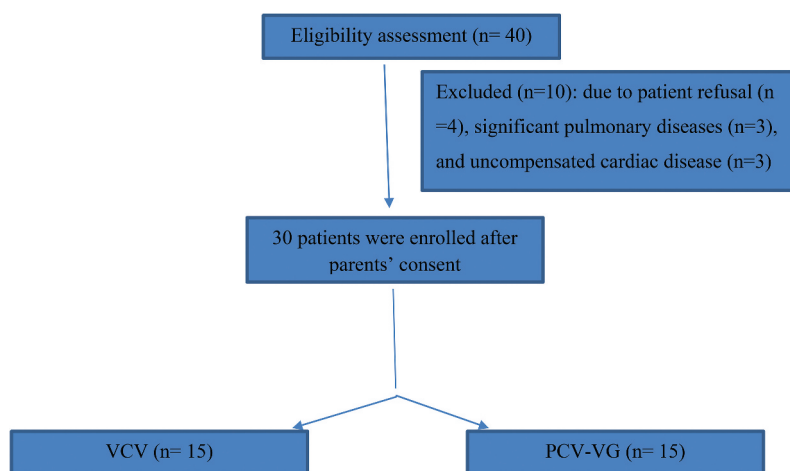 Eligibility assessment (n= 40)
Excluded (n=10): due to patient refusal (n
=4), significant pulmonary diseases (n=3),
and uncompensated cardiac disease (n=3)
30 patients were enrolled after
parents’ consent
VCV (n= 15)
PCV-VG (n= 15)